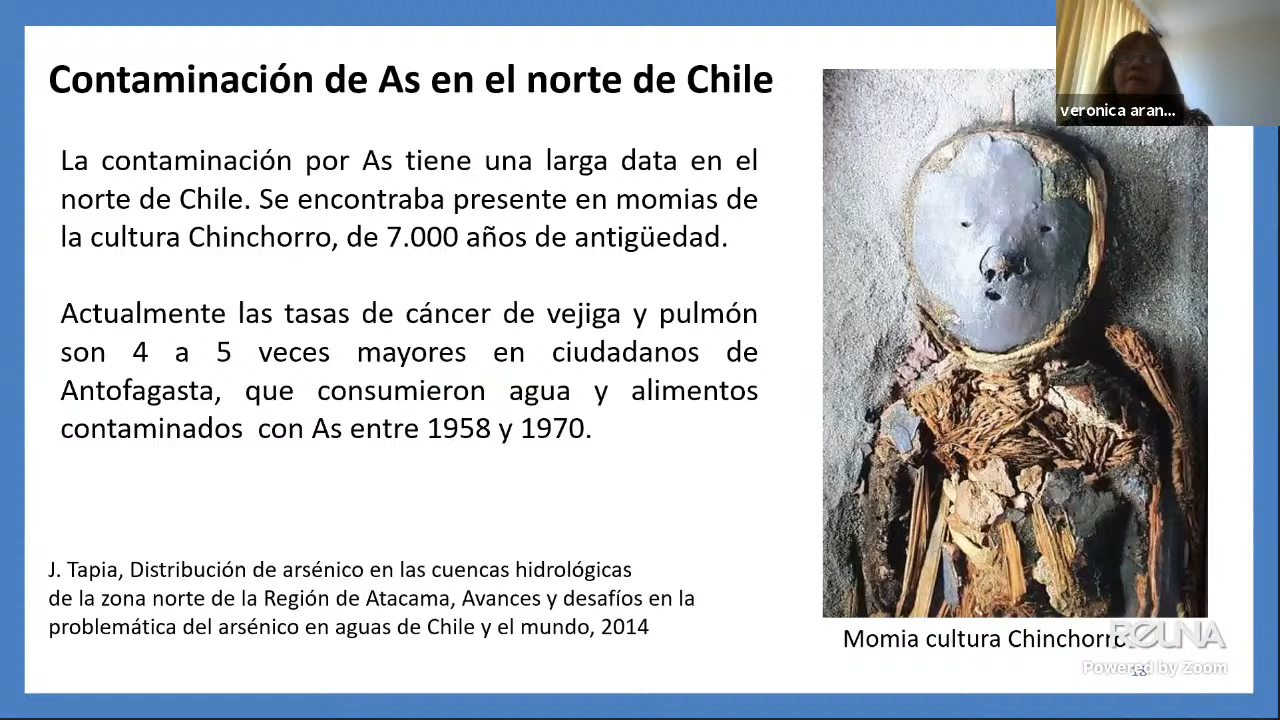 Contaminación de As en el norte de Chile
veronica aran...
La contaminación por As tiene una larga data en el
norte de Chile. Se encontraba presente en momias de
la cultura Chinchorro, de 7.000 años de antigüedad.
Actualmente las tasas de cáncer de vejiga y pulmón
son 4 a 5 veces mayores en ciudadanos de
Antofagasta, que consumieron agua y alimentos
contaminados con As entre 1958 y 1970.
J. Tapia, Distribución de arsénico en las cuencas hidrológicas
de la zona norte de la Región de Atacama, Avances y desafíos en la
problemática del arsénico en aguas de Chile y el mundo, 2014
Momia cultura Chinchorro
REUNA
Powered by Zoom